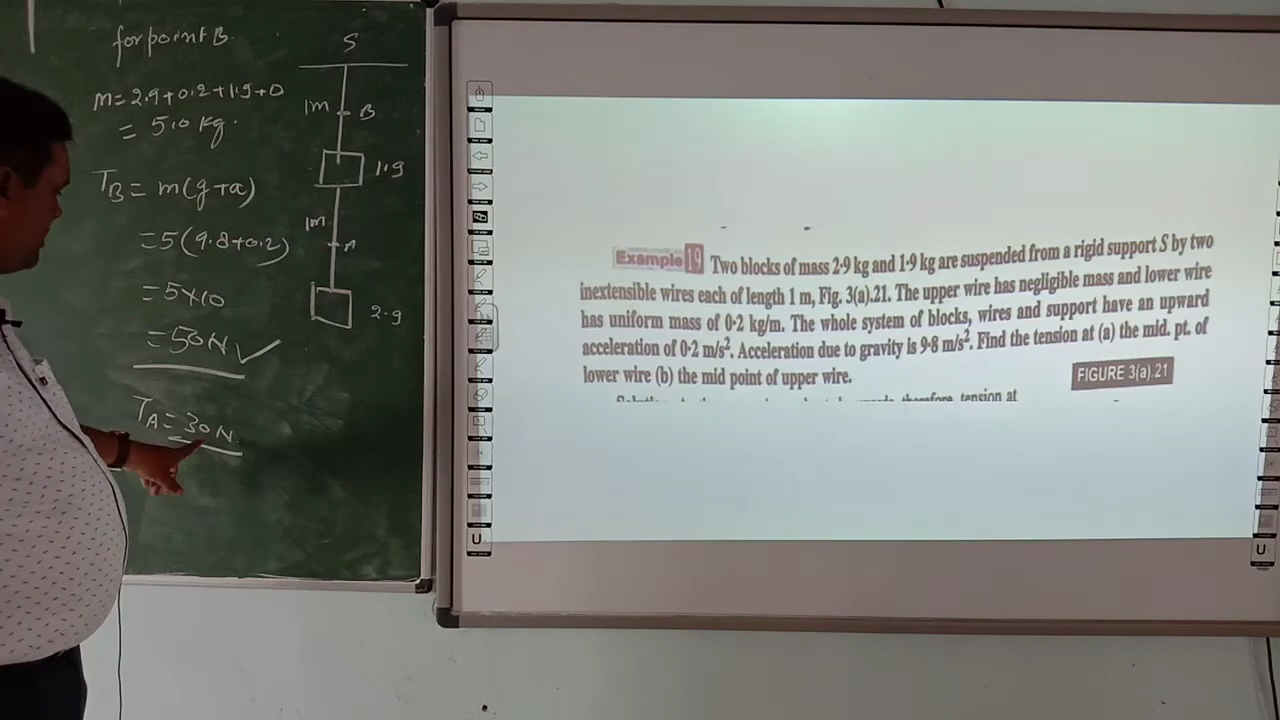 for point B.
m = 2.9 + 0.2 + 1.9 + 0
= 5.0 kg.
TB = m(g+a)
= 5(9.8+0.2)
= 5×10
= 50N ✓
TA = 30N
S
1m
B
1.9
1m
A
2.9
Example 19 Two blocks of mass 2·9 kg and 1·9 kg are suspended from a rigid support S by two
inextensible wires each of length 1 m, Fig. 3(a).21. The upper wire has negligible mass and lower wire
has uniform mass of 0·2 kg/m. The whole system of blocks, wires and support have an upward
acceleration of 0·2 m/s². Acceleration due to gravity is 9·8 m/s². Find the tension at (a) the mid. pt. of
lower wire (b) the mid point of upper wire.
FIGURE 3(a).21
therefore, tension at
U
U